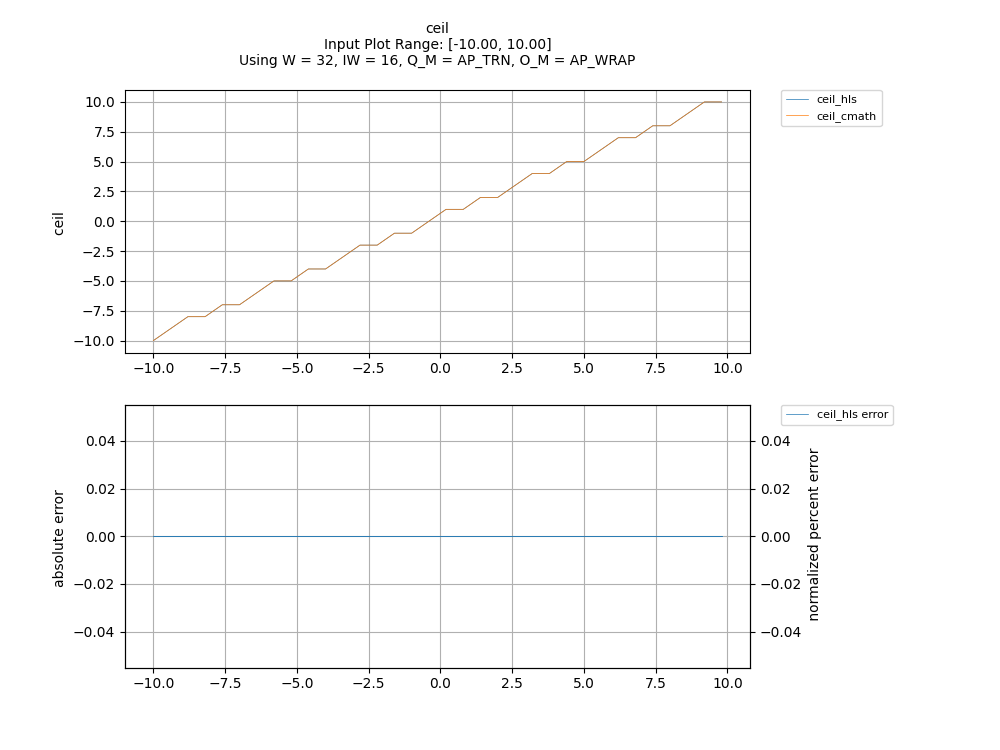 ceil
Input Plot Range: [-10.00, 10.00]
Using W = 32, IW = 16, Q_M = AP_TRN, O_M = AP_WRAP
ceil_hls
ceil_cmath
ceil
10.0
7.5
5.0
2.5
0.0
−2.5
−5.0
−7.5
−10.0
−10.0 −7.5 −5.0 −2.5 0.0 2.5 5.0 7.5 10.0
ceil_hls error
absolute error
0.04
0.02
0.00
−0.02
−0.04
0.04
0.02
0.00
−0.02
−0.04
normalized percent error
−10.0 −7.5 −5.0 −2.5 0.0 2.5 5.0 7.5 10.0